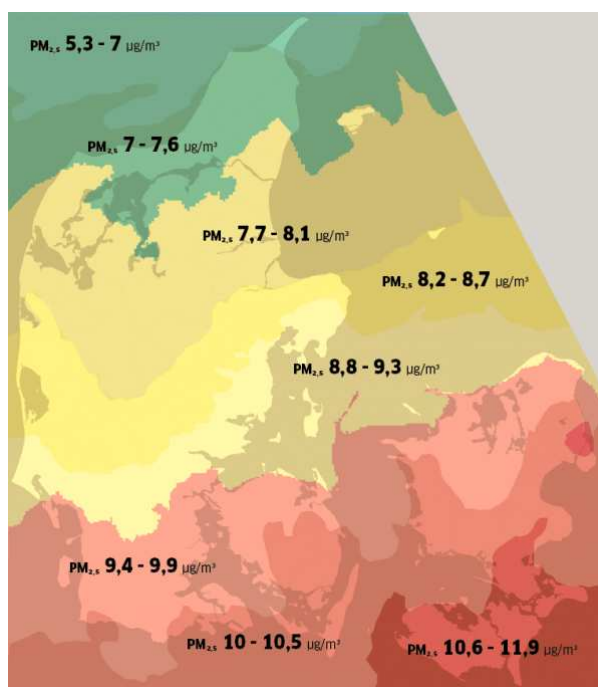 PM2,5 5,3 - 7 µg/m³
PM2,5 7 - 7,6 µg/m³
PM2,5 7,7 - 8,1 µg/m³
PM2,5 8,2 - 8,7 µg/m³
PM2,5 8,8 - 9,3 µg/m³
PM2,5 9,4 - 9,9 µg/m³
PM2,5 10 - 10,5 µg/m³
PM2,5 10,6 - 11,9 µg/m³